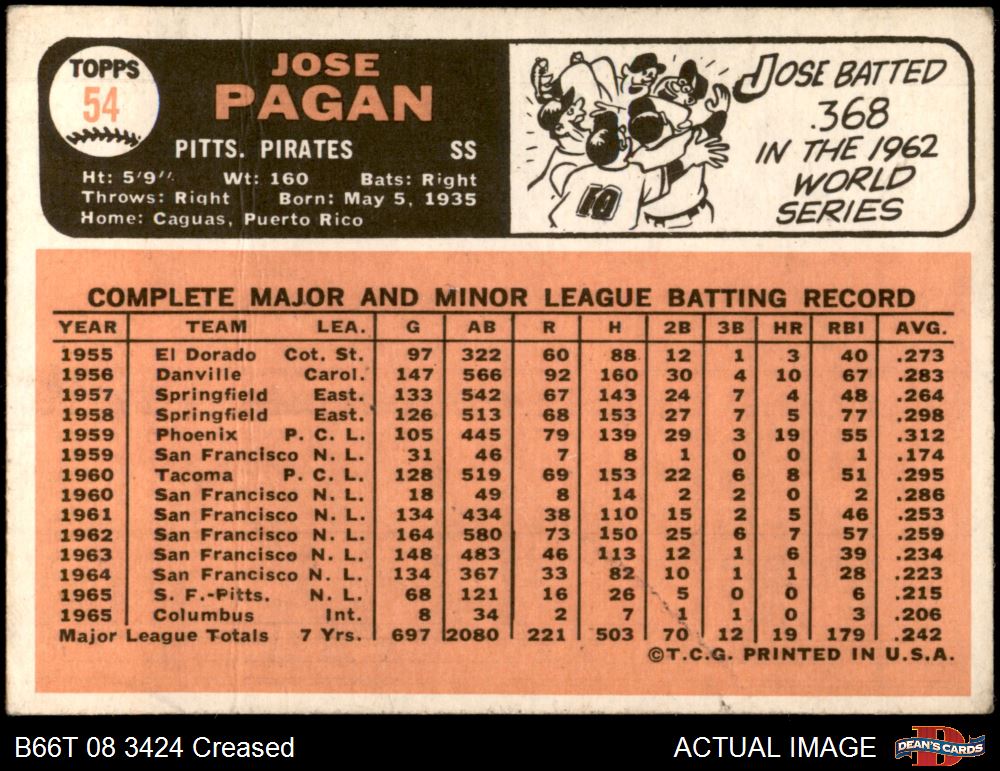 TOPPS
54
JOSE
PAGAN
PITTS. PIRATES SS
Ht: 5'9" Wt: 160 Bats: Right
Throws: Right Born: May 5, 1935
Home: Caguas, Puerto Rico
10
JOSE BATTED
.368
IN THE 1962
WORLD
SERIES
COMPLETE MAJOR AND MINOR LEAGUE BATTING RECORD
YEAR TEAM LEA. G AB R H 2B 3B HR RBI AVG.
1955 El Dorado Cot. St. 97 322 60 88 12 1 3 40 .273
1956 Danville Carol. 147 566 92 160 30 4 10 67 .283
1957 Springfield East. 133 542 67 143 24 7 4 48 .264
1958 Springfield East. 126 513 68 153 27 7 5 77 .298
1959 Phoenix P. C. L. 105 445 79 139 29 3 19 55 .312
1959 San Francisco N. L. 31 46 7 8 1 0 0 1 .174
1960 Tacoma P. C. L. 128 519 69 153 22 6 8 51 .295
1960 San Francisco N. L. 18 49 8 14 2 2 0 2 .286
1961 San Francisco N. L. 134 434 38 110 15 2 5 46 .253
1962 San Francisco N. L. 164 580 73 150 25 6 7 57 .259
1963 San Francisco N. L. 148 483 46 113 12 1 6 39 .234
1964 San Francisco N. L. 134 367 33 82 10 1 1 28 .223
1965 S. F.-Pitts. N. L. 68 121 16 26 5 0 0 6 .215
1965 Columbus Int. 8 34 2 7 1 1 0 3 .206
Major League Totals 7 Yrs. 697 2080 221 503 70 12 19 179 .242
©T.C.G. PRINTED IN U.S.A.
B66T 08 3424 Creased ACTUAL IMAGE
D
DEAN'S CARDS